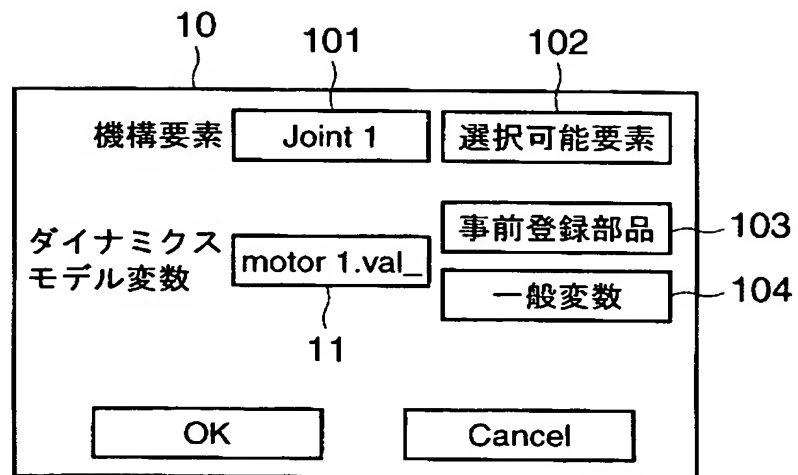 10
101
102
機構要素 Joint 1 選択可能要素
事前登録部品 103
ダイナミクス
モデル変数 motor 1.val_
一般変数 104
11
OK Cancel